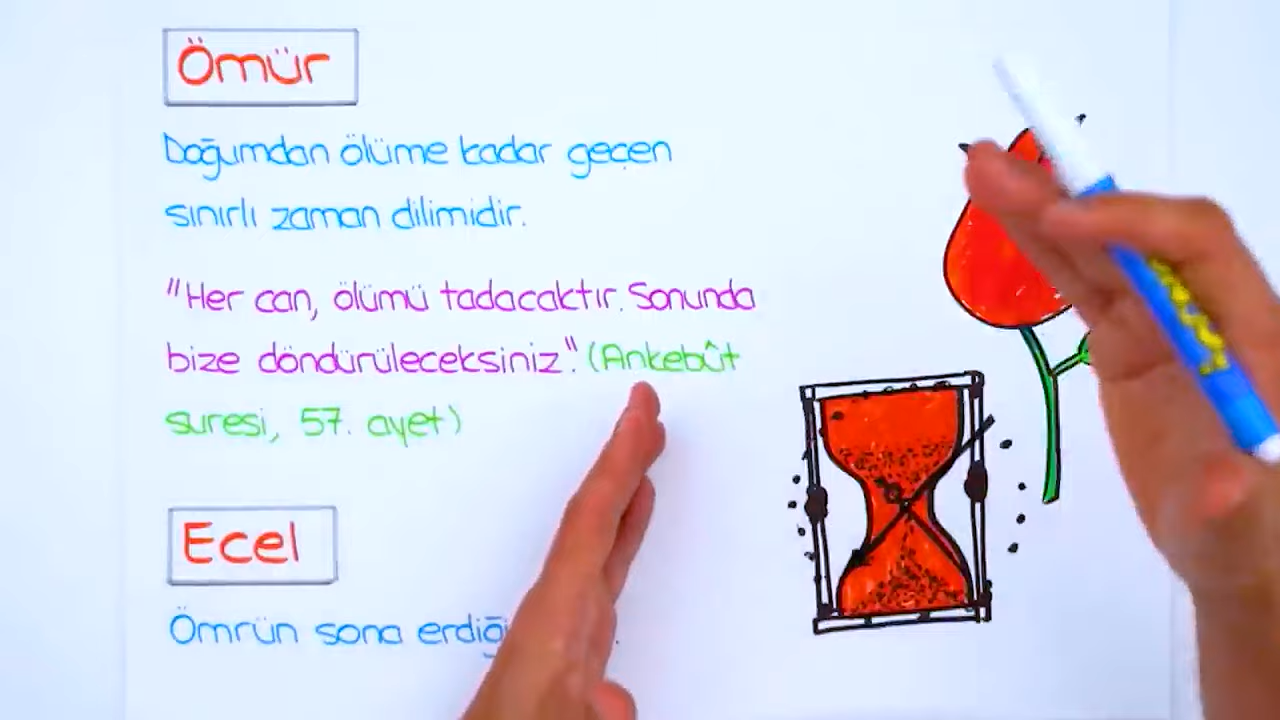 Ömür
Doğumdan ölüme kadar geçen
sınırlı zaman dilimidir.
"Her can, ölümü tadacaktır. Sonunda
bize döndürüleceksiniz." (Ankebût
suresi, 57. ayet)
Ecel
Ömrün sona